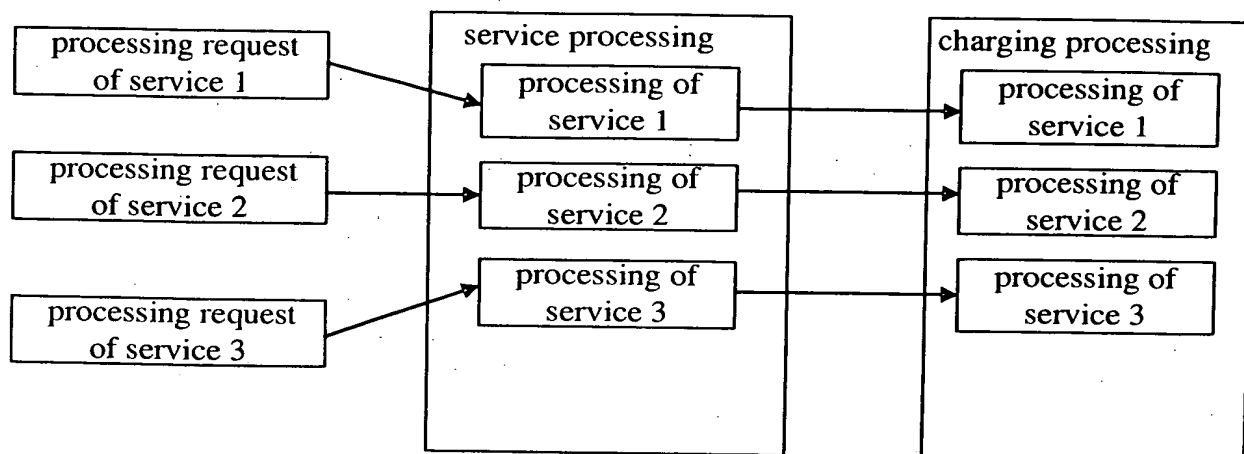 processing request
of service 1
processing request
of service 2
processing request
of service 3
service processing
processing of
service 1
processing of
service 2
processing of
service 3
charging processing
processing of
service 1
processing of
service 2
processing of
service 3